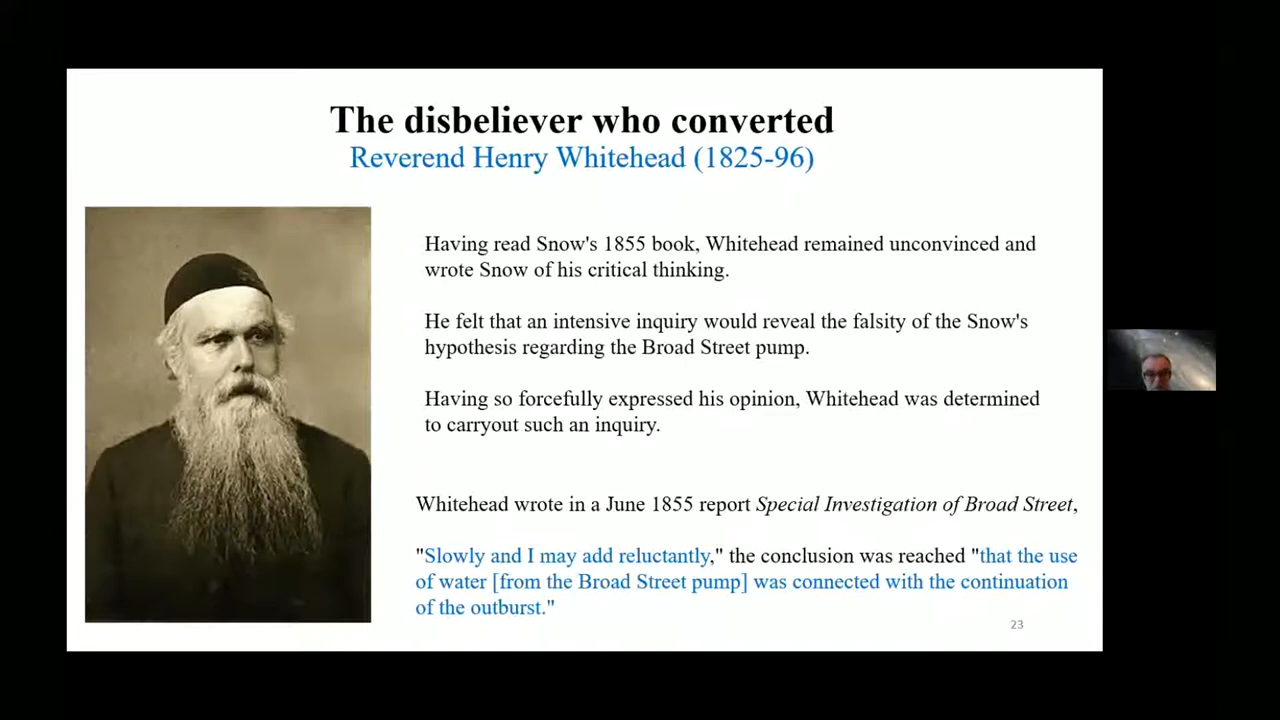 The disbeliever who converted
Reverend Henry Whitehead (1825-96)
Having read Snow's 1855 book, Whitehead remained unconvinced and
wrote Snow of his critical thinking.
He felt that an intensive inquiry would reveal the falsity of the Snow's
hypothesis regarding the Broad Street pump.
Having so forcefully expressed his opinion, Whitehead was determined
to carryout such an inquiry.
Whitehead wrote in a June 1855 report Special Investigation of Broad Street,
"Slowly and I may add reluctantly," the conclusion was reached "that the use
of water [from the Broad Street pump] was connected with the continuation
of the outburst."
23